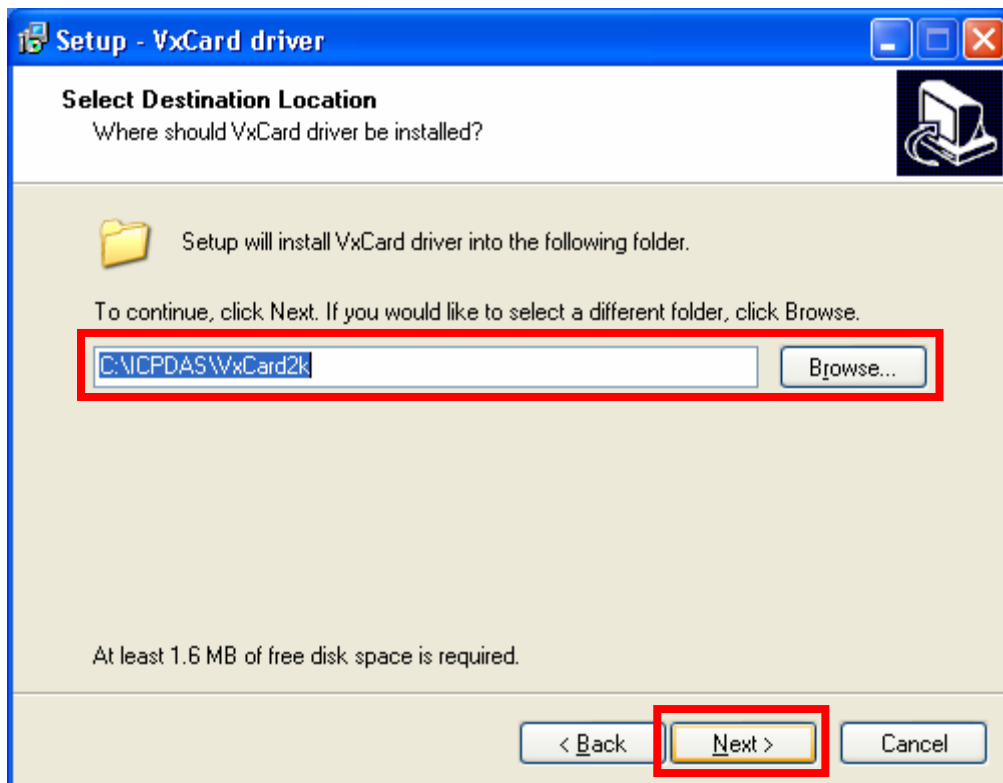 Setup - VxCard driver
Select Destination Location
Where should VxCard driver be installed?
Setup will install VxCard driver into the following folder.
To continue, click Next. If you would like to select a different folder, click Browse.
C:\ICPDAS\VxCard2k
Browse...
At least 1.6 MB of free disk space is required.
< Back
Next >
Cancel